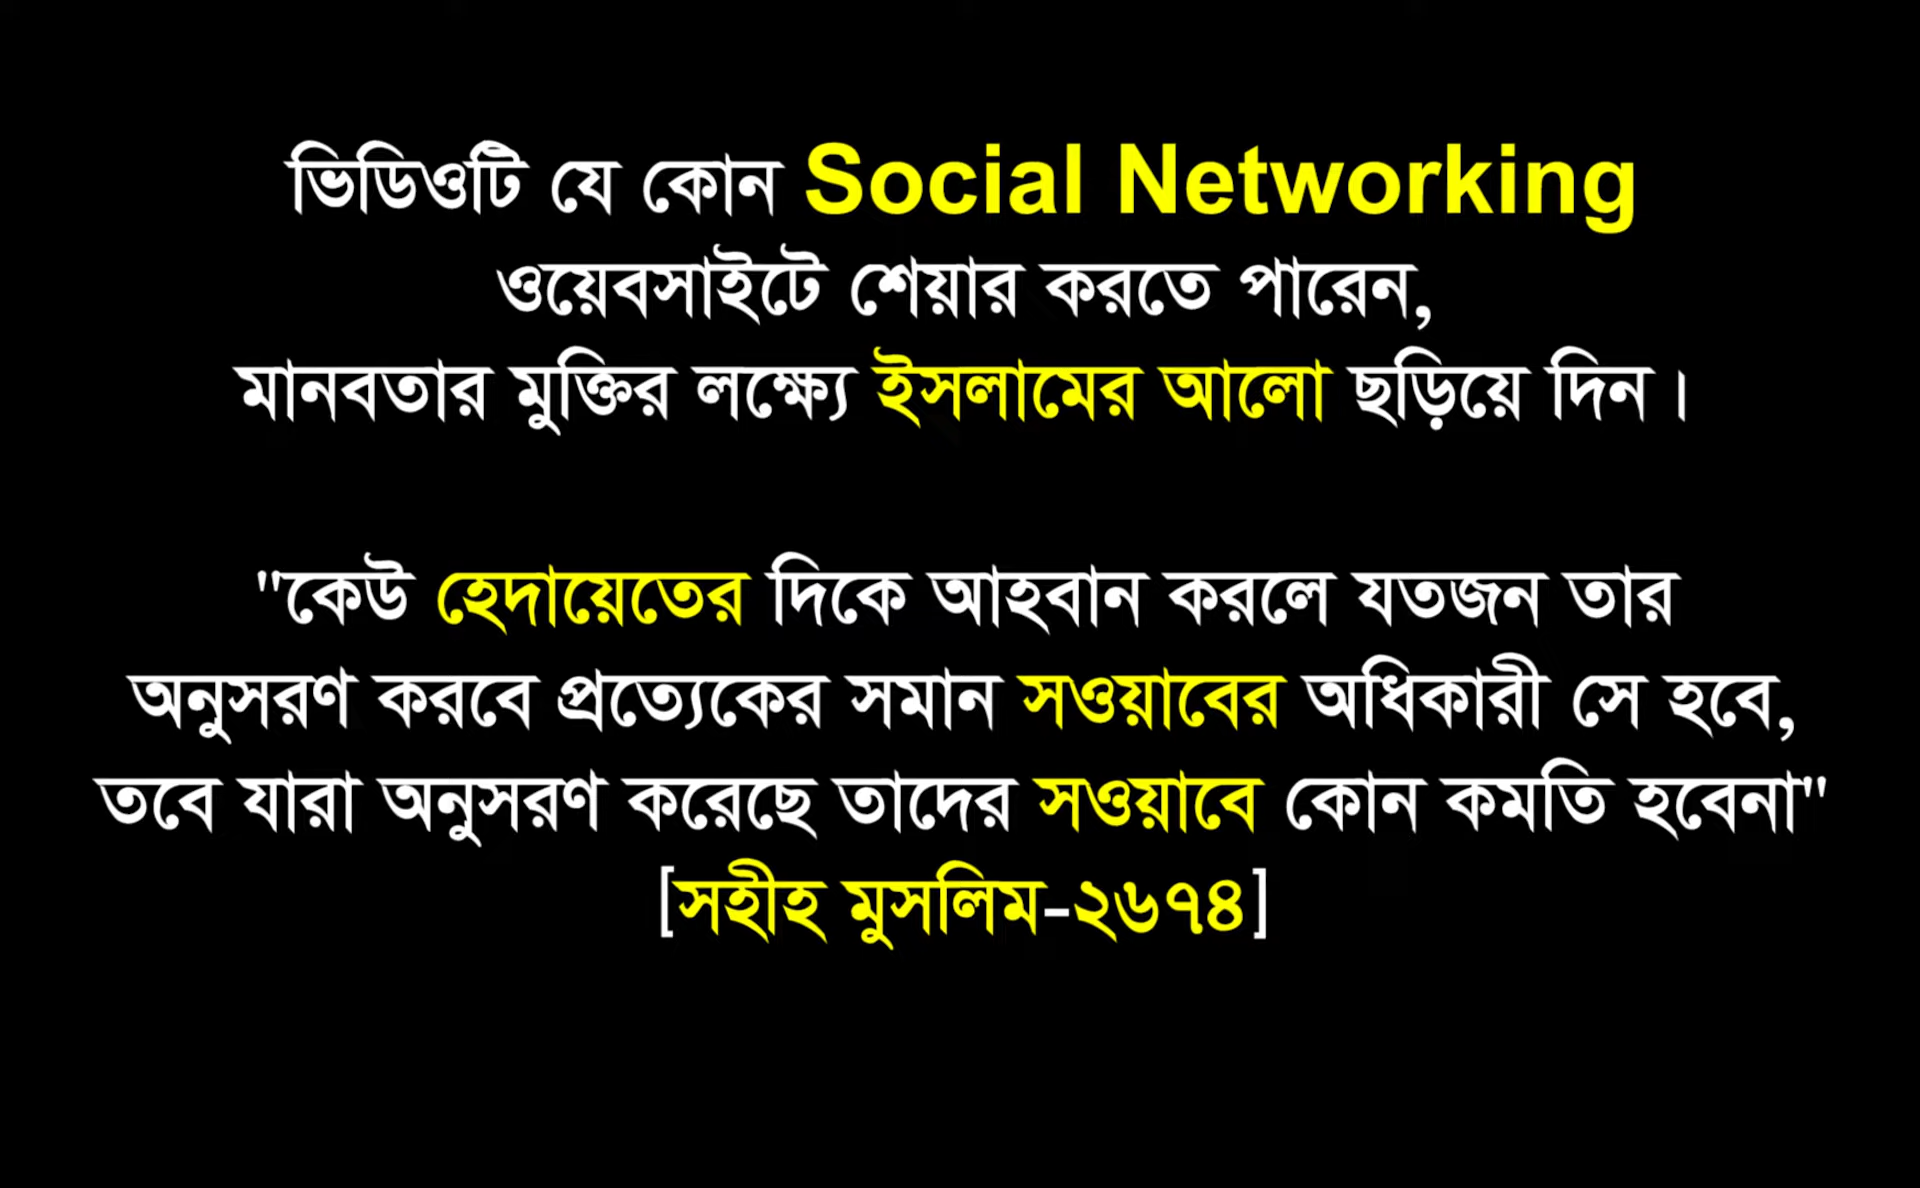 ভিডিওটি যে কোন Social Networking
ওয়েবসাইটে শেয়ার করতে পারেন,
মানবতার মুক্তির লক্ষ্যে ইসলামের আলো ছড়িয়ে দিন।
"কেউ হেদায়েতের দিকে আহবান করলে যতজন তার
অনুসরণ করবে প্রত্যেকের সমান সওয়াবের অধিকারী সে হবে,
তবে যারা অনুসরণ করেছে তাদের সওয়াবে কোন কমতি হবেনা"
[সহীহ মুসলিম-২৬৭৪]